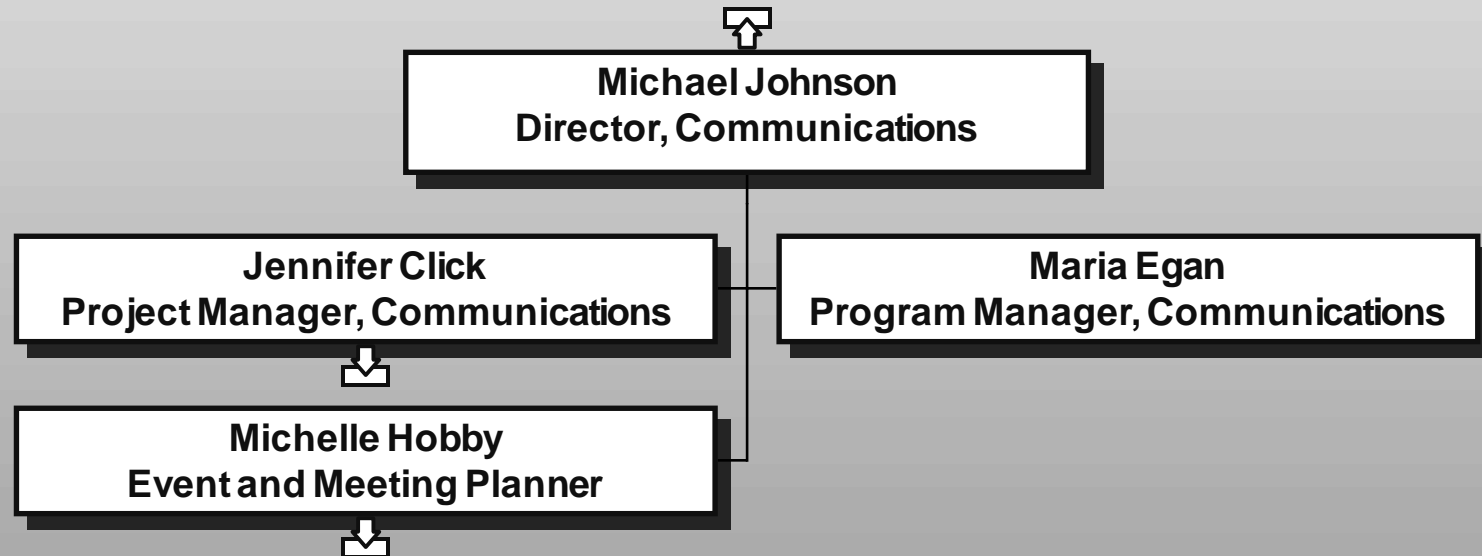 Michael Johnson
Director, Communications
Jennifer Click
Project Manager, Communications
Maria Egan
Program Manager, Communications
Michelle Hobby
Event and Meeting Planner